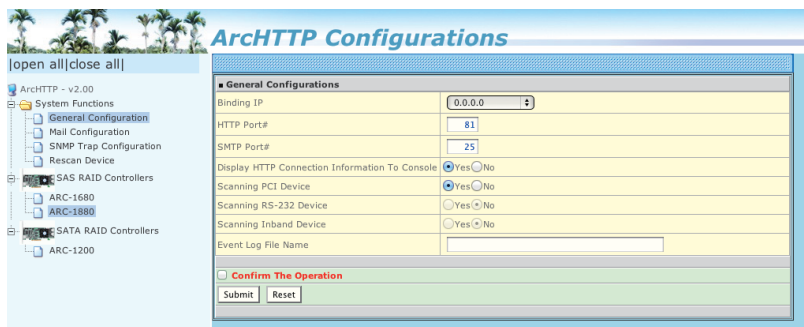 ArcHTTP Configurations
|open all|close all|
ArcHTTP - v2.00
System Functions
General Configuration
Mail Configuration
SNMP Trap Configuration
Rescan Device
SAS RAID Controllers
ARC-1680
ARC-1880
SATA RAID Controllers
ARC-1200
General Configurations
Binding IP 0.0.0.0
HTTP Port# 81
SMTP Port# 25
Display HTTP Connection Information To Console Yes No
Scanning PCI Device Yes No
Scanning RS-232 Device Yes No
Scanning Inband Device Yes No
Event Log File Name
Confirm The Operation
Submit Reset